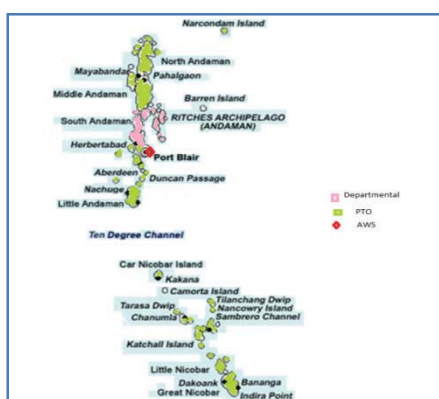 Narcondam Island
North Andaman
Mayabanda
Pahalgaon
Middle Andaman
Barren Island
South Andaman
RITCHES ARCHIPELAGO
(ANDAMAN)
Herbertabad
Port Blair
Aberdeen
Duncan Passage
Nachuge
Little Andaman
Departmental
PTO
AWS
Ten Degree Channel
Car Nicobar Island
Kakana
Camorta Island
Tilanchang Dwip
Tarasa Dwip
Nancowry Island
Chanumla
Sambrero Channel
Katchall Island
Little Nicobar
Dakoank
Bananga
Great Nicobar
Indira Point